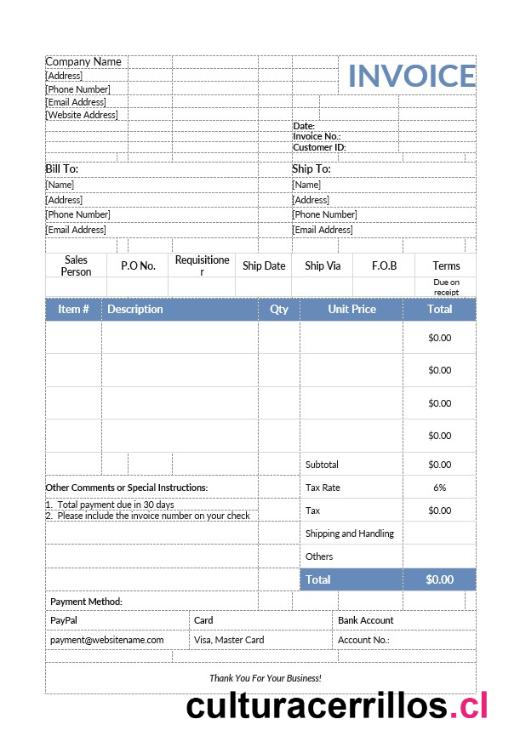 Company Name
INVOICE
[Address]
[Phone Number]
[Email Address]
[Website Address]
Date:
Invoice No.:
Customer ID:
Bill To: Ship To:
[Name] [Name]
[Address] [Address]
[Phone Number] [Phone Number]
[Email Address] [Email Address]
Sales Person P.O No. Requisitioner Ship Date Ship Via F.O.B Terms
Due on
receipt
Item # Description Qty Unit Price Total
$0.00
$0.00
$0.00
$0.00
Subtotal $0.00
Other Comments or Special Instructions: Tax Rate 6%
1. Total payment due in 30 days
2. Please include the invoice number on your check
Tax $0.00
Shipping and Handling
Others
Total $0.00
Payment Method:
PayPal Card Bank Account
payment@websitename.com Visa, Master Card Account No.:
Thank You For Your Business!
culturacerrillos.cl